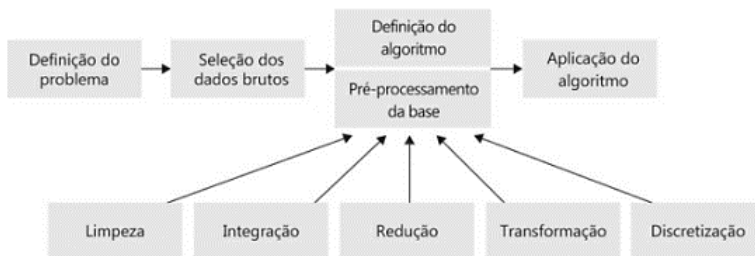 Definição do
problema
Seleção dos
dados brutos
Definição do
algoritmo
Pré-processamento
da base
Aplicação do
algoritmo
Limpeza
Integração
Redução
Transformação
Discretização